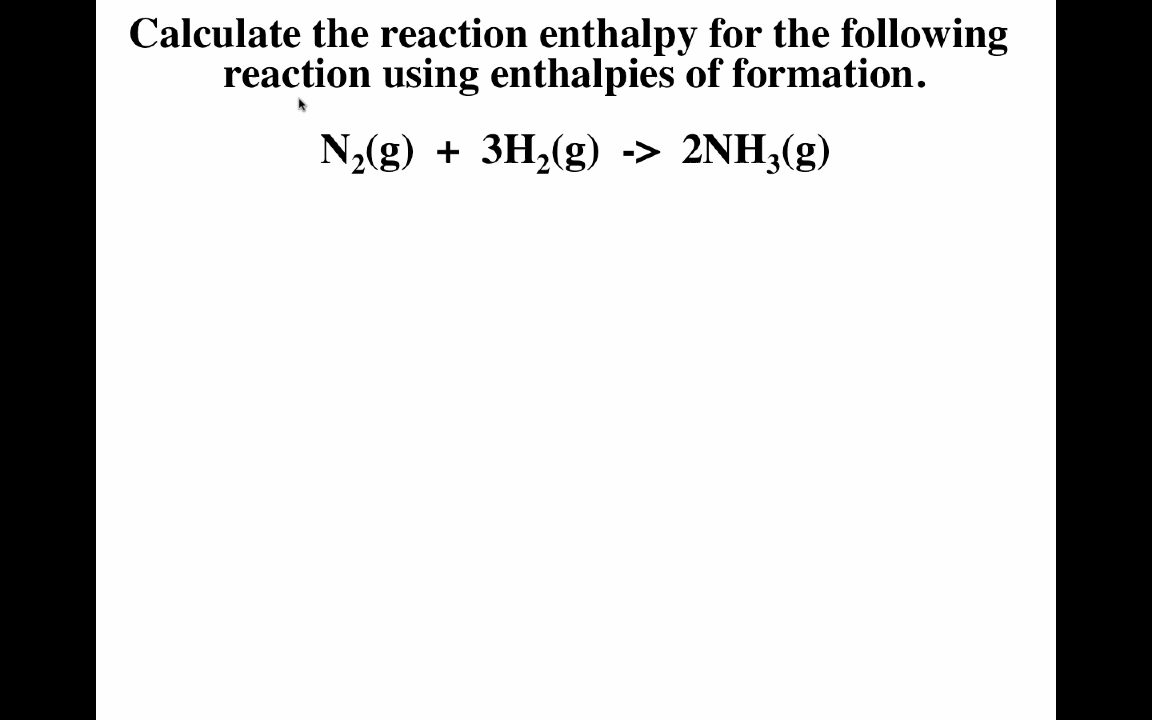 Calculate the reaction enthalpy for the following
reaction using enthalpies of formation.
N₂(g) + 3H₂(g) -> 2NH₃(g)